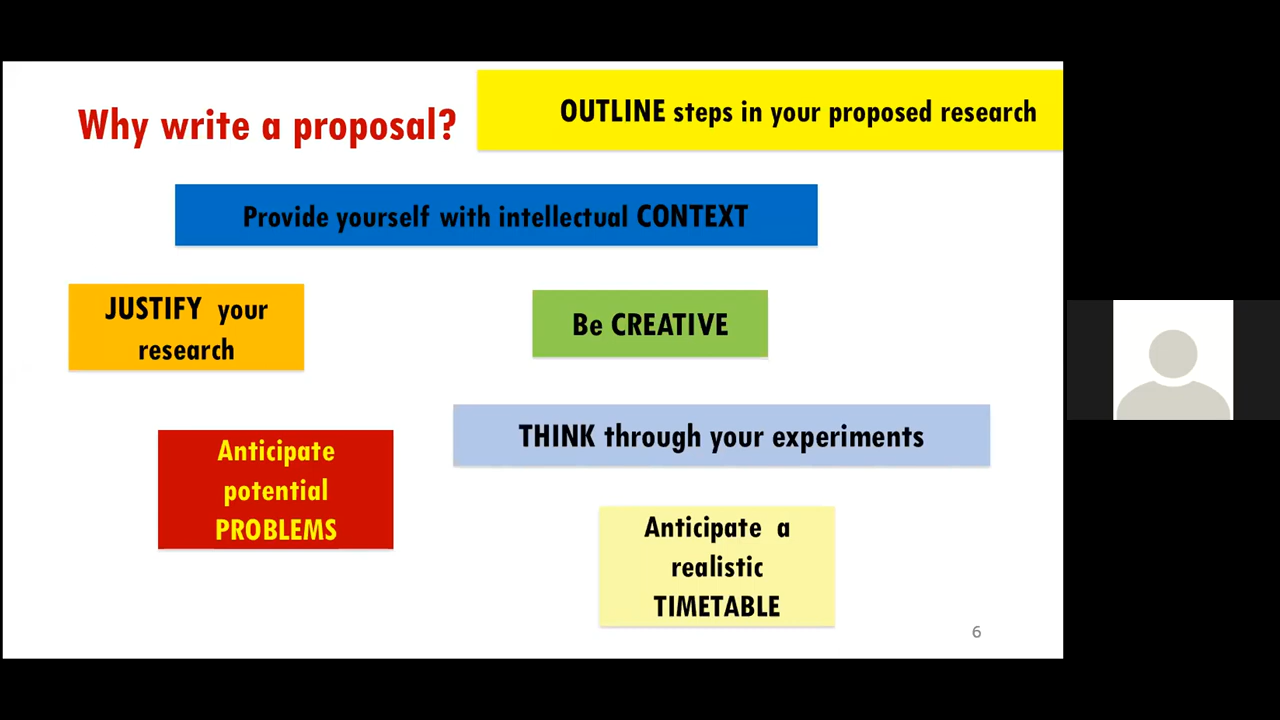 Why write a proposal?
OUTLINE steps in your proposed research
Provide yourself with intellectual CONTEXT
JUSTIFY your
research
Be CREATIVE
THINK through your experiments
Anticipate
potential
PROBLEMS
Anticipate a
realistic
TIMETABLE
6